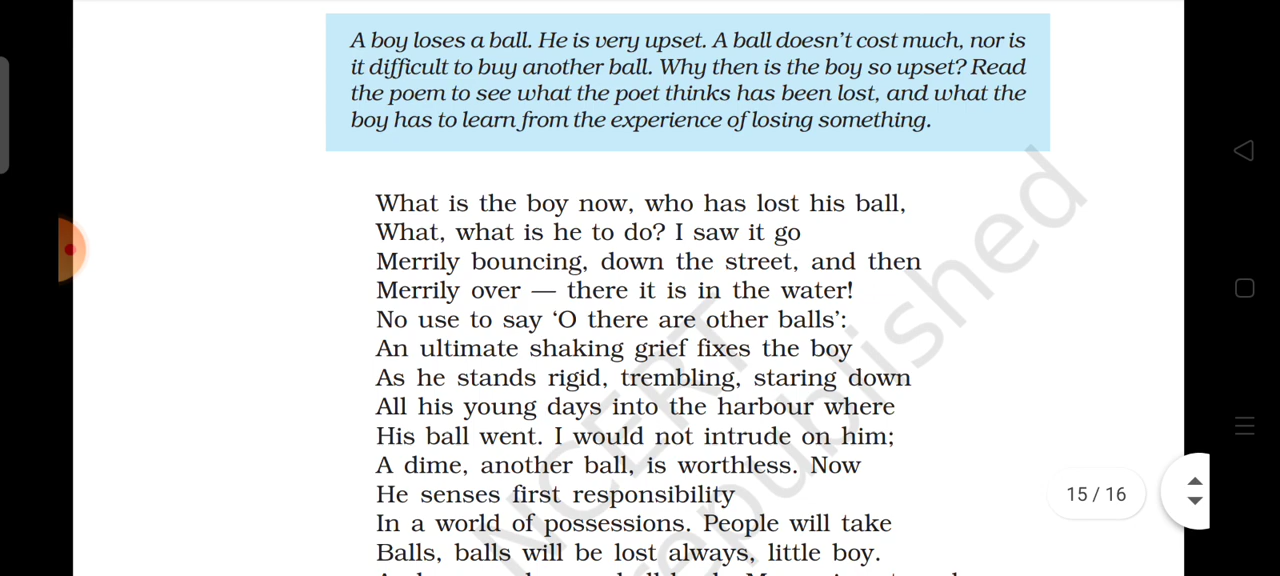 A boy loses a ball. He is very upset. A ball doesn't cost much, nor is
it difficult to buy another ball. Why then is the boy so upset? Read
the poem to see what the poet thinks has been lost, and what the
boy has to learn from the experience of losing something.
What is the boy now, who has lost his ball,
What, what is he to do? I saw it go
Merrily bouncing, down the street, and then
Merrily over — there it is in the water!
No use to say ‘O there are other balls’:
An ultimate shaking grief fixes the boy
As he stands rigid, trembling, staring down
All his young days into the harbour where
His ball went. I would not intrude on him;
A dime, another ball, is worthless. Now
He senses first responsibility
In a world of possessions. People will take
Balls, balls will be lost always, little boy.
NCERT
republished
15 / 16